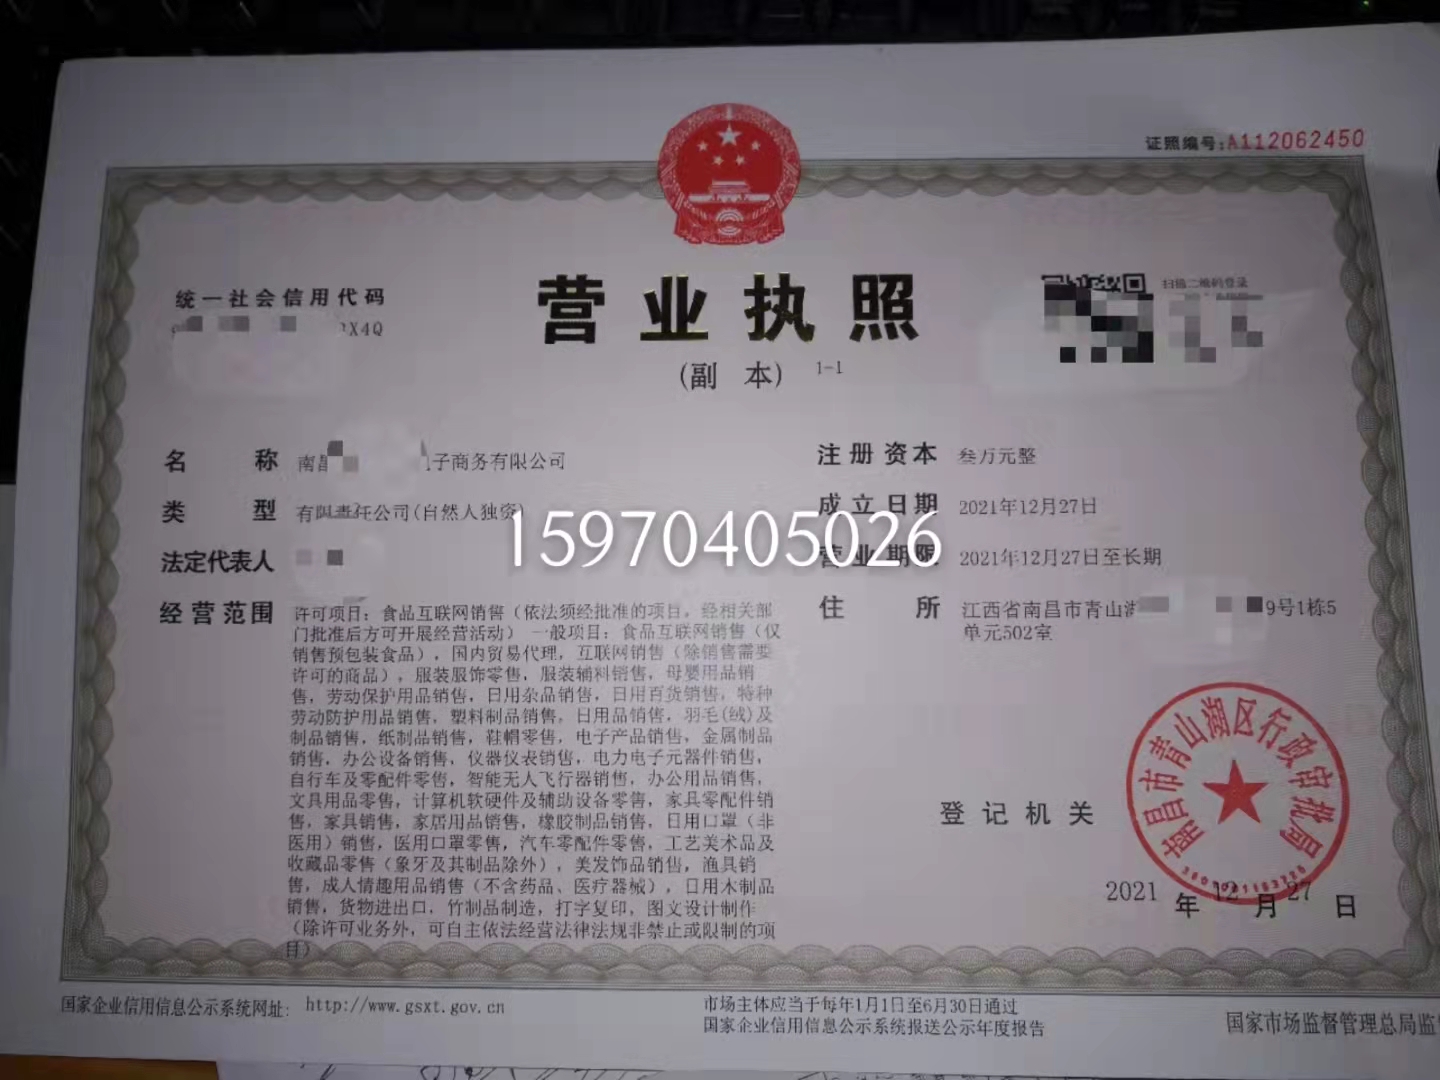 证照编号:A112062450
统一社会信用代码
X4Q
营业执照
(副 本) 1-1
扫描二维码登录
名 称 南昌 子商务有限公司
类 型 有限责任公司(自然人独资)
法定代表人
经营范围 许可项目：食品互联网销售（依法须经批准的项目，经相关部
门批准后方可开展经营活动） 一般项目：食品互联网销售（仅
销售预包装食品），国内贸易代理，互联网销售（除销售需要
许可的商品），服装服饰零售，服装辅料销售，母婴用品销
售，劳动保护用品销售，日用杂品销售，日用百货销售，特种
劳动防护用品销售，塑料制品销售，日用品销售，羽毛(绒)及
制品销售，纸制品销售，鞋帽零售，电子产品销售，金属制品
销售，办公设备销售，仪器仪表销售，电力电子元器件销售，
自行车及零配件零售，智能无人飞行器销售，办公用品销售，
文具用品零售，计算机软硬件及辅助设备零售，家具零配件销
售，家具销售，家居用品销售，橡胶制品销售，日用口罩（非
医用）销售，医用口罩零售，汽车零配件零售，工艺美术品及
收藏品零售（象牙及其制品除外），美发饰品销售，渔具销
售，成人情趣用品销售（不含药品、医疗器械），日用木制品
销售，货物进出口，竹制品制造，打字复印，图文设计制作
（除许可业务外，可自主依法经营法律法规非禁止或限制的项
目）
注册资本 叁万元整
成立日期 2021年12月27日
营业期限 2021年12月27日至长期
住 所 江西省南昌市青山湖 9号1栋5
单元502室
15970405026
登记机关
南昌市青山湖区行政审批局
2021 年 12 月 27 日
国家企业信用信息公示系统网址: http://www.gsxt.gov.cn
市场主体应当于每年1月1日至6月30日通过
国家企业信用信息公示系统报送公示年度报告
国家市场监督管理总局监